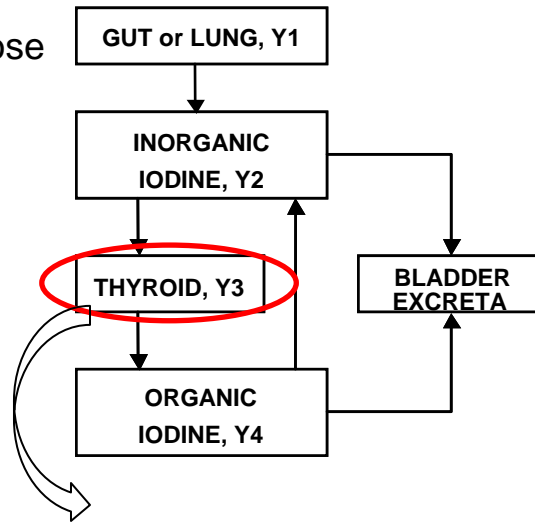 GUT or LUNG, Y1
INORGANIC
IODINE, Y2
THYROID, Y3
BLADDER
EXCRETA
ORGANIC
IODINE, Y4